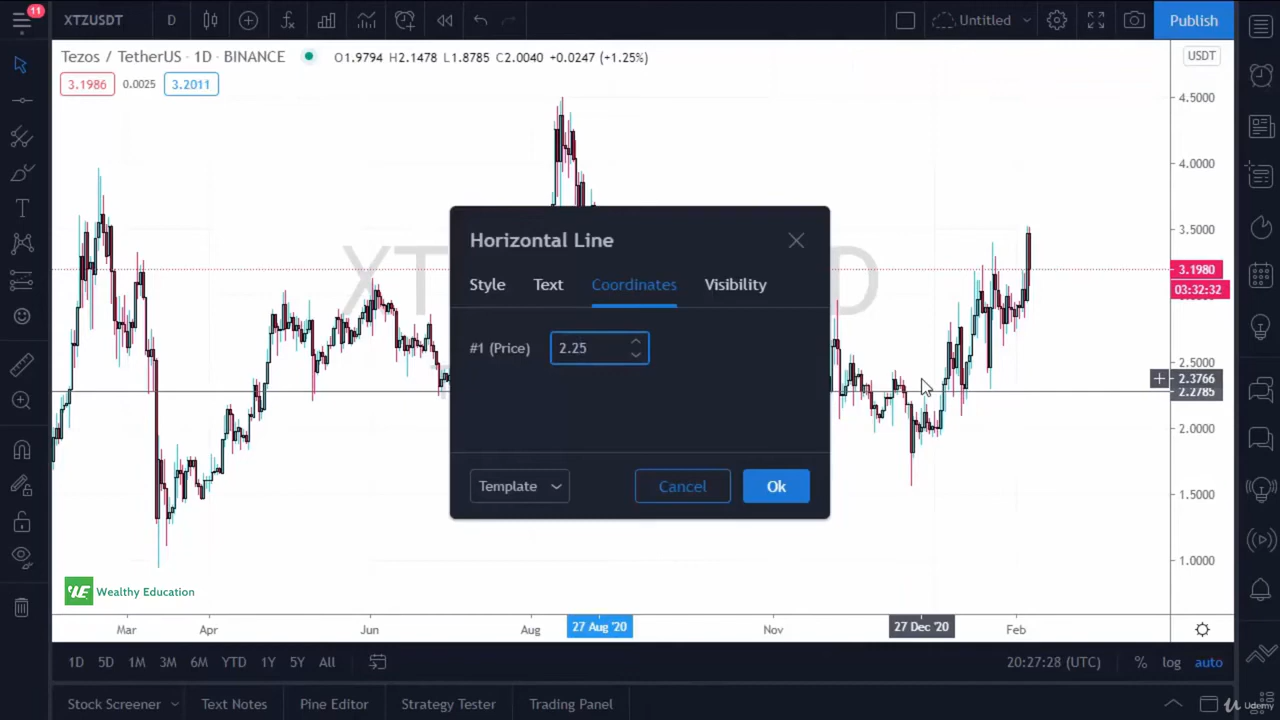 11
XTZUSDT
D
Untitled
Publish
Tezos / TetherUS · 1D · BINANCE
O1.9794 H2.1478 L1.8785 C2.0040 +0.0247 (+1.25%)
USDT
3.1986 0.0025 3.2011
4.5000
4.0000
3.5000
3.1980
03:32:32
2.5000
2.3766
2.2785
2.0000
1.5000
1.0000
Horizontal Line
Style Text Coordinates Visibility
#1 (Price) 2.25
Template Cancel Ok
Wealthy Education
Mar Apr Jun Aug 27 Aug '20 Nov 27 Dec '20 Feb
1D 5D 1M 3M 6M YTD 1Y 5Y All 20:27:28 (UTC) % log auto
Stock Screener Text Notes Pine Editor Strategy Tester Trading Panel
Udemy